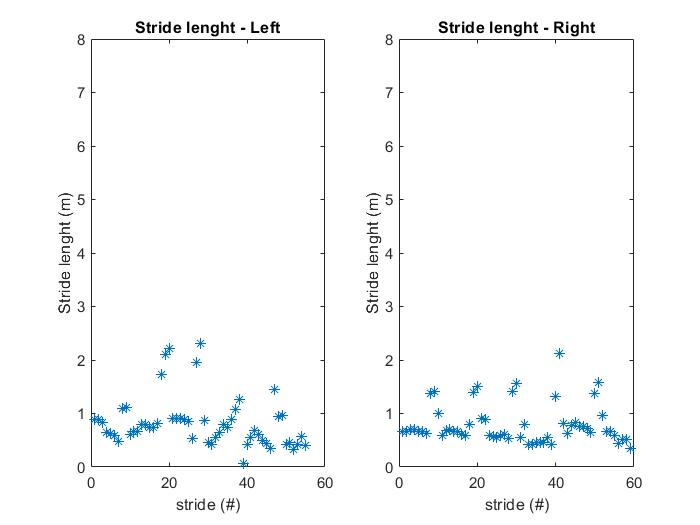 Stride lenght - Left
8
7
6
5
4
3
2
1
0
Stride lenght (m)
0 20 40 60
stride (#)
Stride lenght - Right
8
7
6
5
4
3
2
1
0
Stride lenght (m)
0 20 40 60
stride (#)